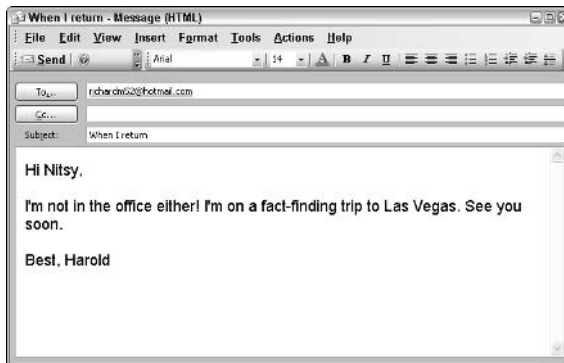 When I return - Message (HTML)
File Edit View Insert Format Tools Actions Help
Send Arial 14 A B I U
To...
richardm52@hotmail.com
Cc...
Subject: When I return
Hi Nitsy,
I'm not in the office either! I'm on a fact-finding trip to Las Vegas. See you
soon.
Best, Harold